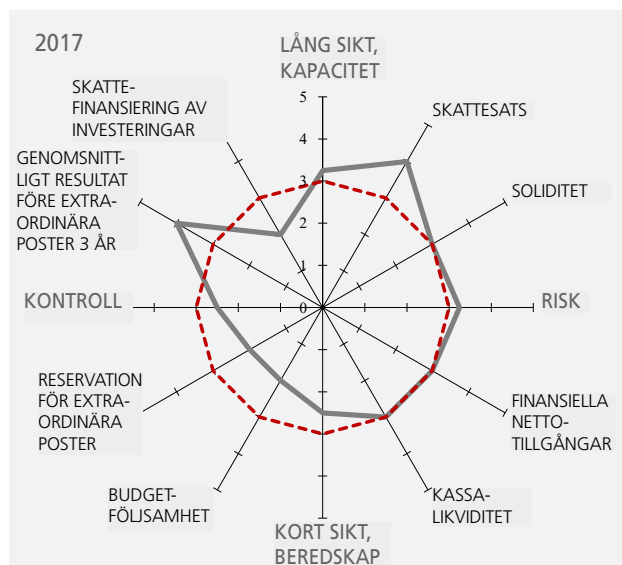 2017
LÅNG SIKT,
KAPACITET
SKATTE-
FINANSIERING AV
INVESTERINGAR
5
4
3
2
1
0
SKATTESATS
GENOMSNITT-
LIGT RESULTAT
FÖRE EXTRA-
ORDINÄRA
POSTER 3 ÅR
SOLIDITET
KONTROLL
RISK
RESERVATION
FÖR EXTRA-
ORDINÄRA
POSTER
FINANSIELLA
NETTO-
TILLGÅNGAR
BUDGET-
FÖLJSAMHET
KASSA-
LIKVIDITET
KORT SIKT,
BEREDSKAP